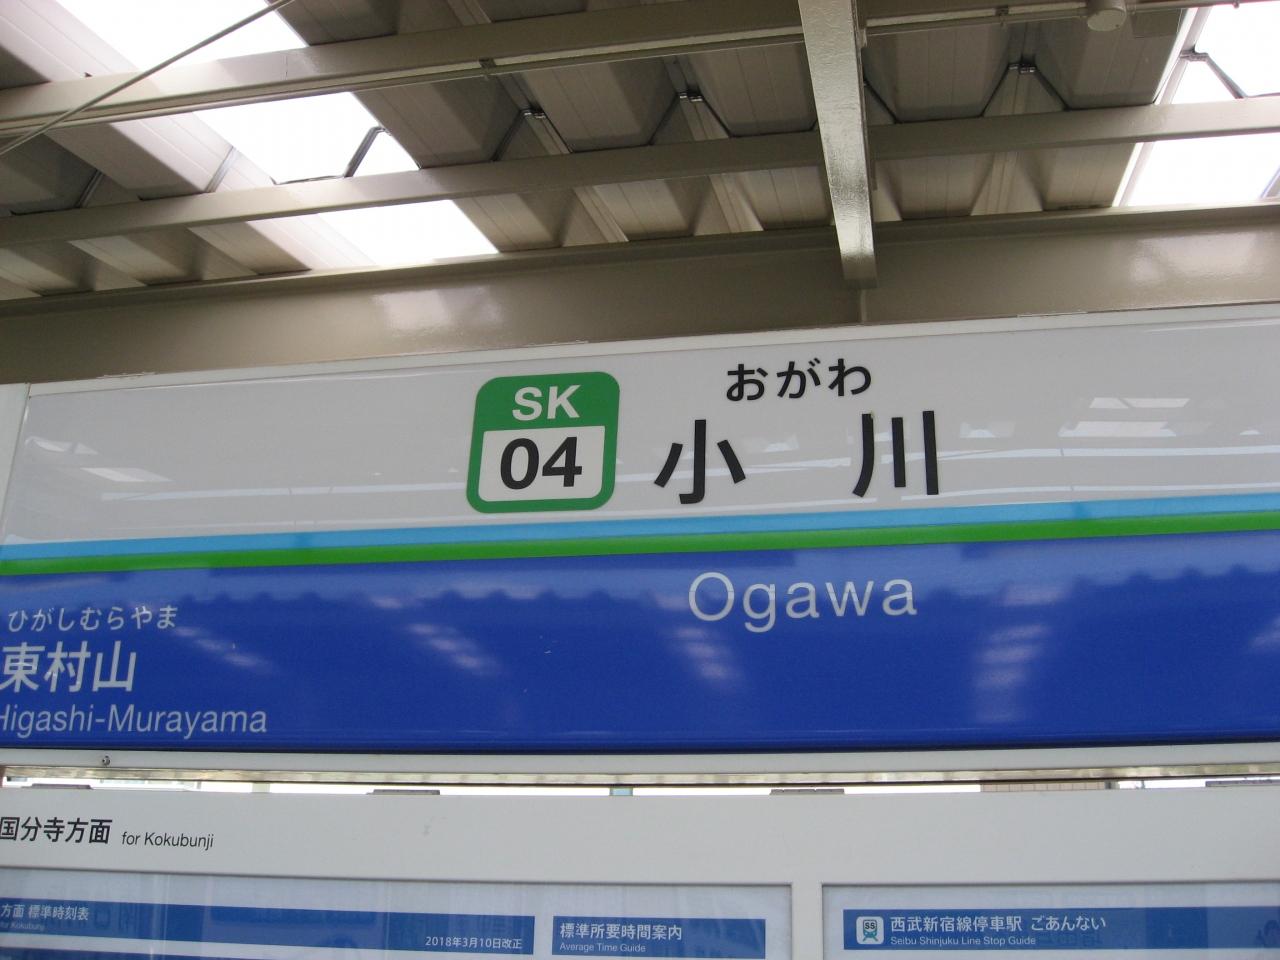 SK
04
おがわ
小川
Ogawa
ひがしむらやま
東村山
Higashi-Murayama
国分寺方面 for Kokubunji
方面 標準時刻表
for Kokubunji
2018年3月10日改正
標準所要時間案内
Average Time Guide
SS
西武新宿線停車駅 ごあんない
Seibu Shinjuku Line Stop Guide